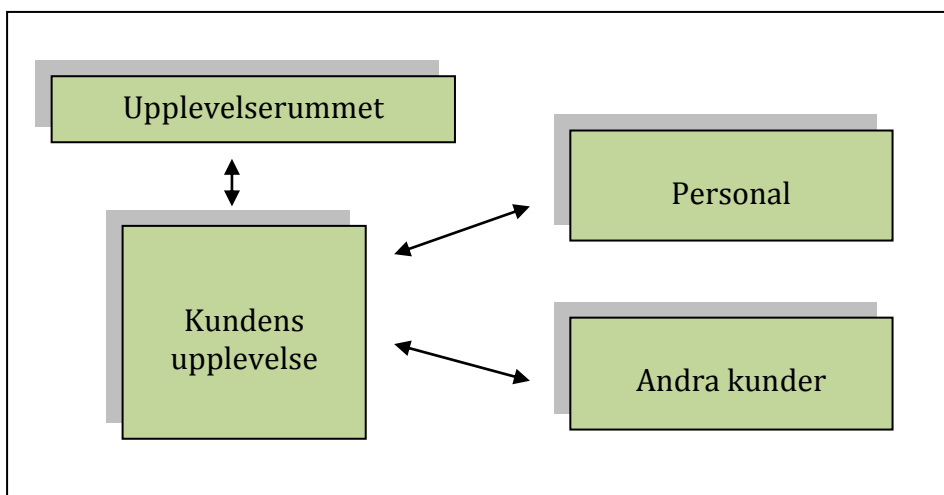 Upplevelserummet
Personal
Kundens
upplevelse
Andra kunder